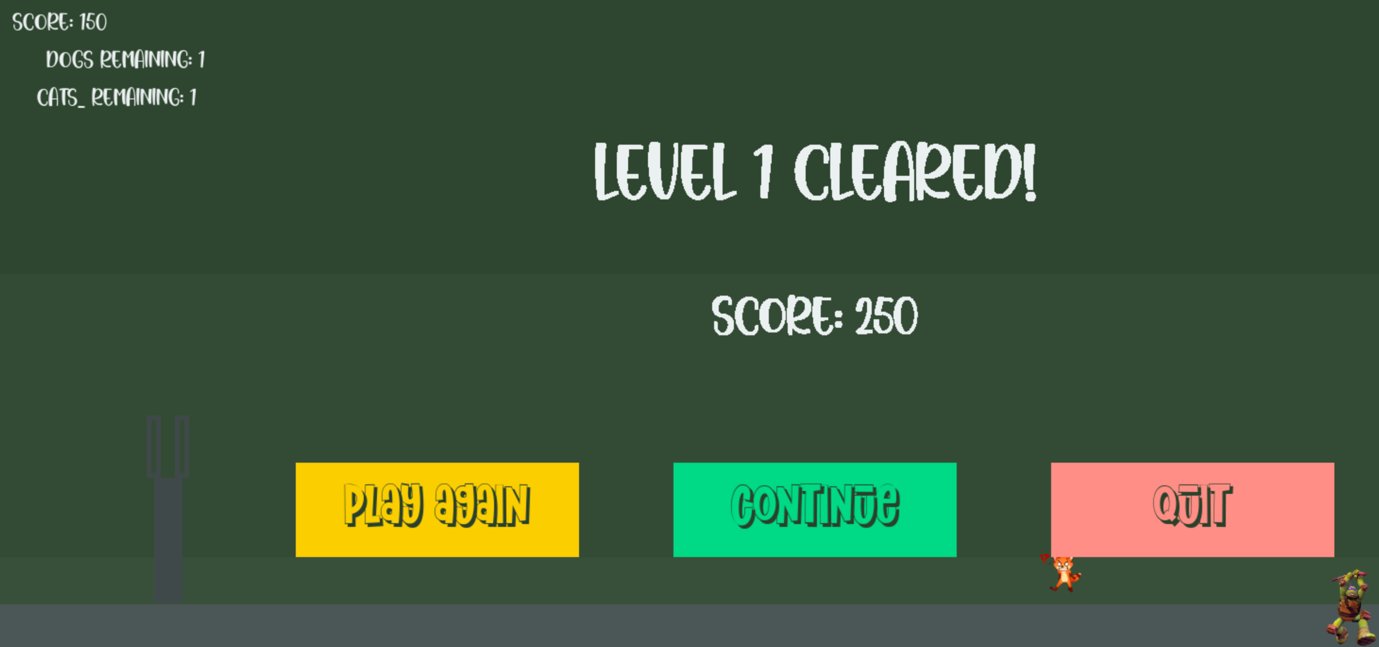 SCORE: 150
DOGS REMAINING: 1
CATS_ REMAINING: 1
LEVEL 1 CLEARED!
SCORE: 250
PLAY AGAIN
CONTINUE
QUIT